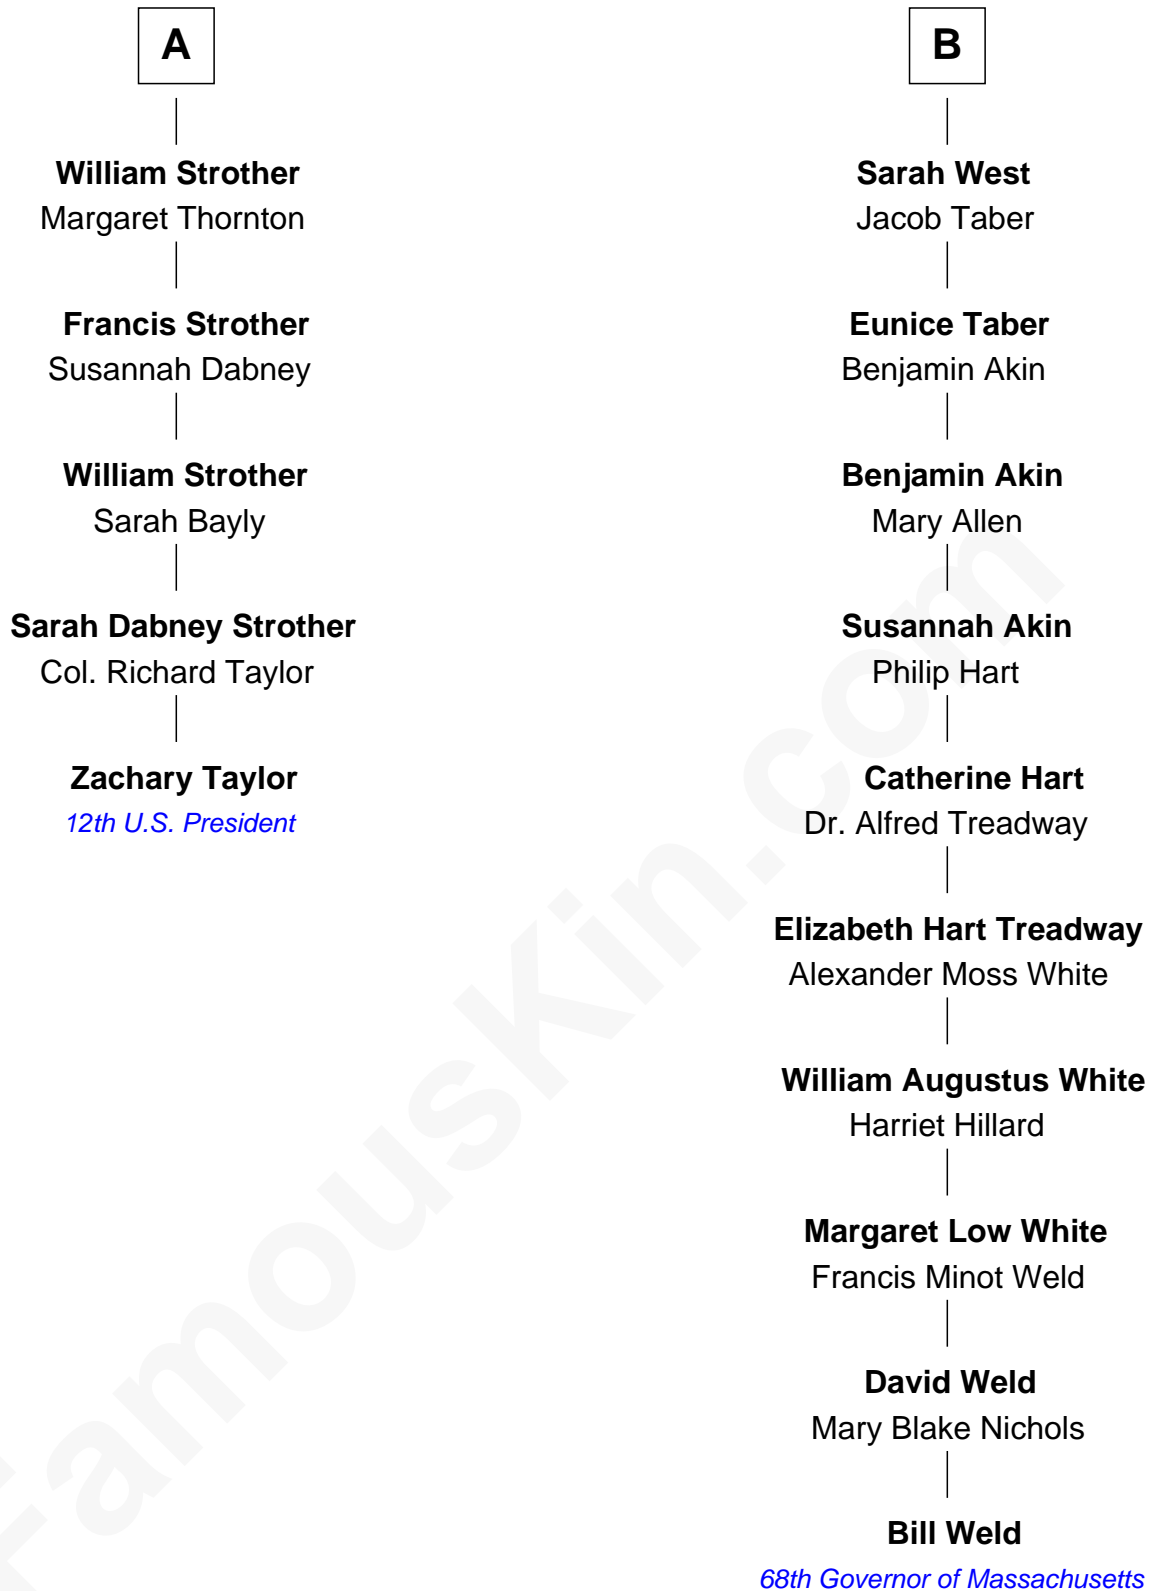 A
William Strother
Margaret Thornton
Francis Strother
Susannah Dabney
William Strother
Sarah Bayly
Sarah Dabney Strother
Col. Richard Taylor
Zachary Taylor
12th U.S. President
B
Sarah West
Jacob Taber
Eunice Taber
Benjamin Akin
Benjamin Akin
Mary Allen
Susannah Akin
Philip Hart
Catherine Hart
Dr. Alfred Treadway
Elizabeth Hart Treadway
Alexander Moss White
William Augustus White
Harriet Hillard
Margaret Low White
Francis Minot Weld
David Weld
Mary Blake Nichols
Bill Weld
68th Governor of Massachusetts
FamousKin.com